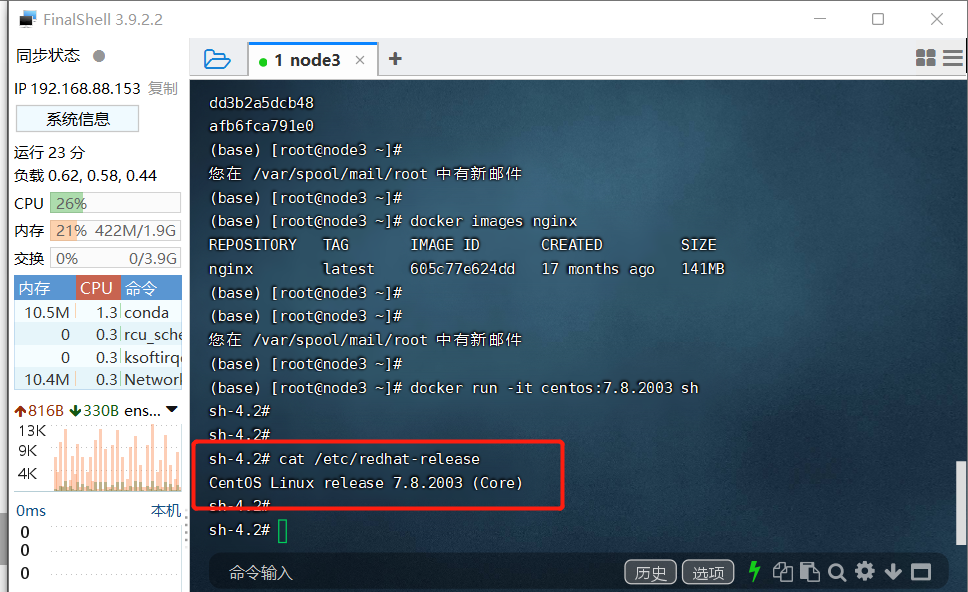 FinalShell 3.9.2.2
同步状态
IP 192.168.88.153 复制
系统信息
运行 23 分
负载 0.62, 0.58, 0.44
CPU 26%
内存 21% 422M/1.9G
交换 0% 0/3.9G
内存 CPU 命令
10.5M 1.3 conda
0 0.3 rcu_sche
0 0.3 ksoftirqd
10.4M 0.3 Network
816B 330B ens...
13K
9K
4K
0ms 本机
0
0
0
1 node3
dd3b2a5dcb48
afb6fca791e0
(base) [root@node3 ~]#
您在 /var/spool/mail/root 中有新邮件
(base) [root@node3 ~]#
(base) [root@node3 ~]# docker images nginx
REPOSITORY TAG IMAGE ID CREATED SIZE
nginx latest 605c77e624dd 17 months ago 141MB
(base) [root@node3 ~]#
(base) [root@node3 ~]#
您在 /var/spool/mail/root 中有新邮件
(base) [root@node3 ~]#
(base) [root@node3 ~]# docker run -it centos:7.8.2003 sh
sh-4.2#
sh-4.2#
sh-4.2# cat /etc/redhat-release
CentOS Linux release 7.8.2003 (Core)
sh-4.2#
sh-4.2#
命令输入
历史 选项